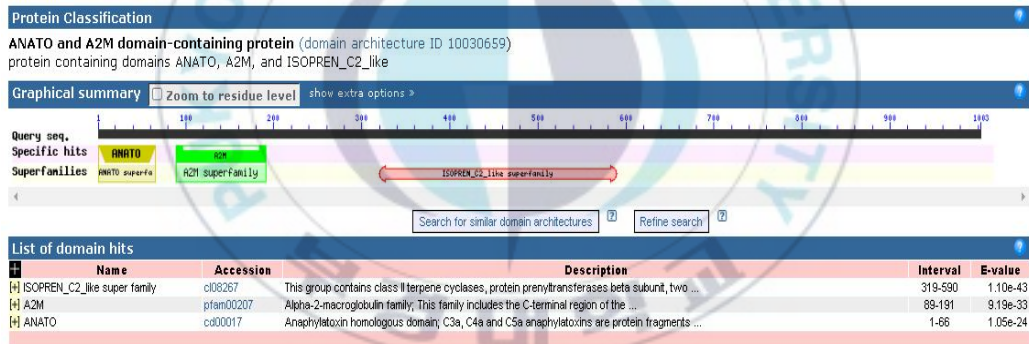 Protein Classification
ANATO and A2M domain-containing protein (domain architecture ID 10030659)
protein containing domains ANATO, A2M, and ISOPREN_C2_like
Graphical summary Zoom to residue level show extra options »
1 100 200 300 400 500 600 700 800 900 1003
Query seq.
Specific hits ANATO A2M
Superfamilies ANATO superfa A2M superfamily ISOPREN_C2_like superfamily
Search for similar domain architectures ? Refine search ?
List of domain hits
Name Accession Description Interval E-value
[+] ISOPREN_C2_like super family cl08267 This group contains class II terpene cyclases, protein prenyltransferases beta subunit, two ... 319-590 1.10e-43
[+] A2M pfam00207 Alpha-2-macroglobulin family; This family includes the C-terminal region of the ... 89-191 9.19e-33
[+] ANATO cd00017 Anaphylatoxin homologous domain; C3a, C4a and C5a anaphylatoxins are protein fragments ... 1-66 1.05e-24